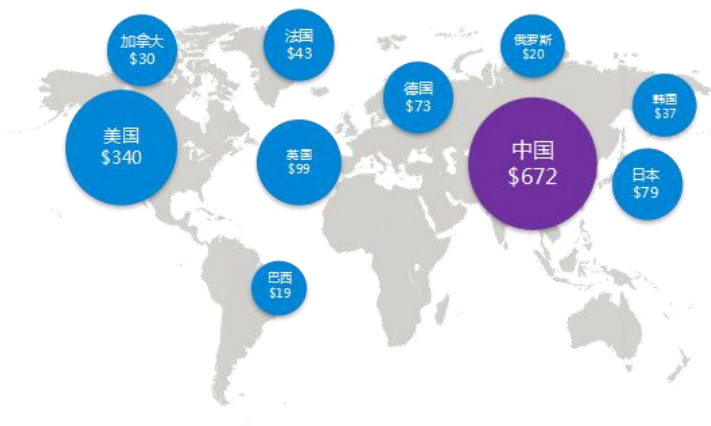 加拿大
$30
法国
$43
俄罗斯
$20
德国
$73
韩国
$37
美国
$340
英国
$99
中国
$672
日本
$79
巴西
$19